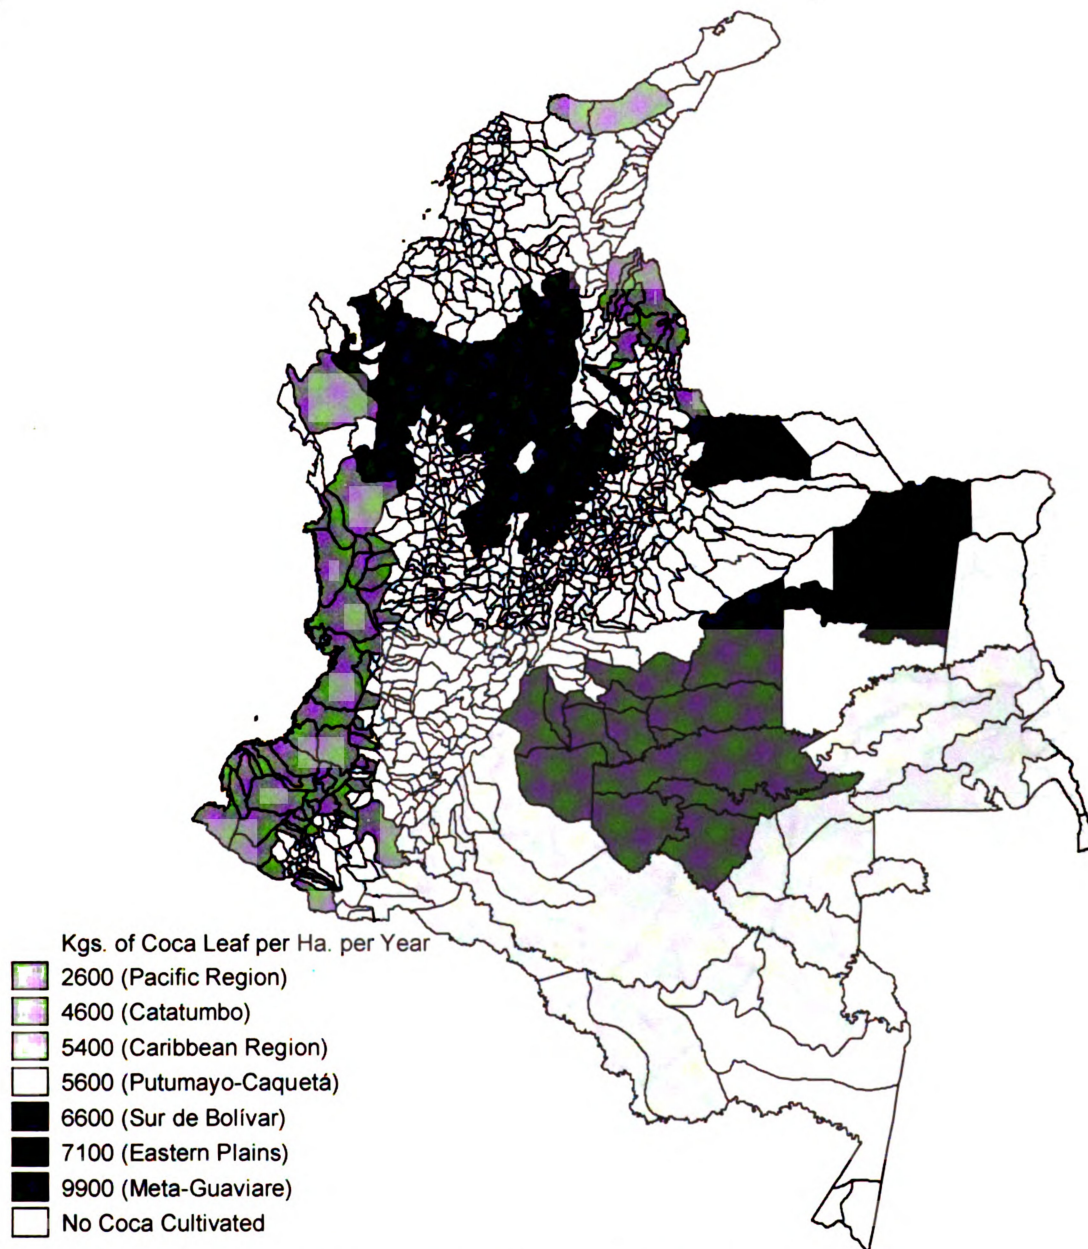 Kgs. of Coca Leaf per Ha. per Year
2600 (Pacific Region)
4600 (Catatumbo)
5400 (Caribbean Region)
5600 (Putumayo-Caquetá)
6600 (Sur de Bolívar)
7100 (Eastern Plains)
9900 (Meta-Guaviare)
No Coca Cultivated